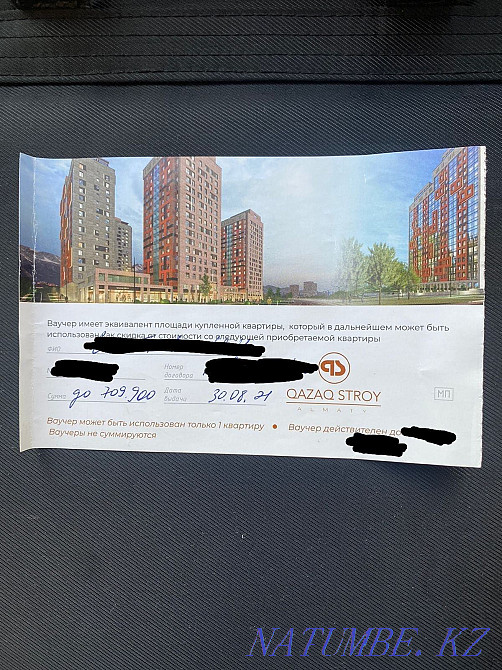 Ваучер имеет эквивалент площади купленной квартиры, который в дальнейшем может быть
использован как скидка от стоимости со следующей приобретаемой квартиры
ФИО
Номер
договора
Сумма до 709.900 Дата
выдачи 30.08.21
QAZAQ STROY
ALMATY
МП
Ваучер может быть использован только 1 квартиру • Ваучер действителен до
Ваучеры не суммируются
NATUMBE.KZ